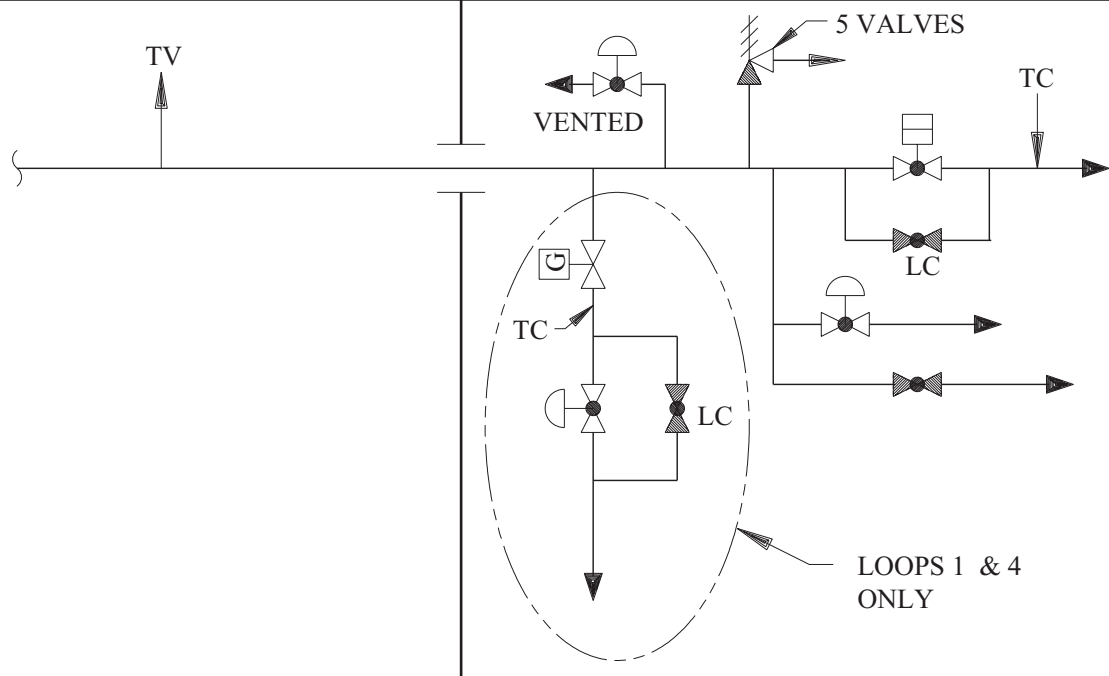 5 VALVES
TV
TC
VENTED
LC
G
TC
LC
LOOPS 1 & 4
ONLY